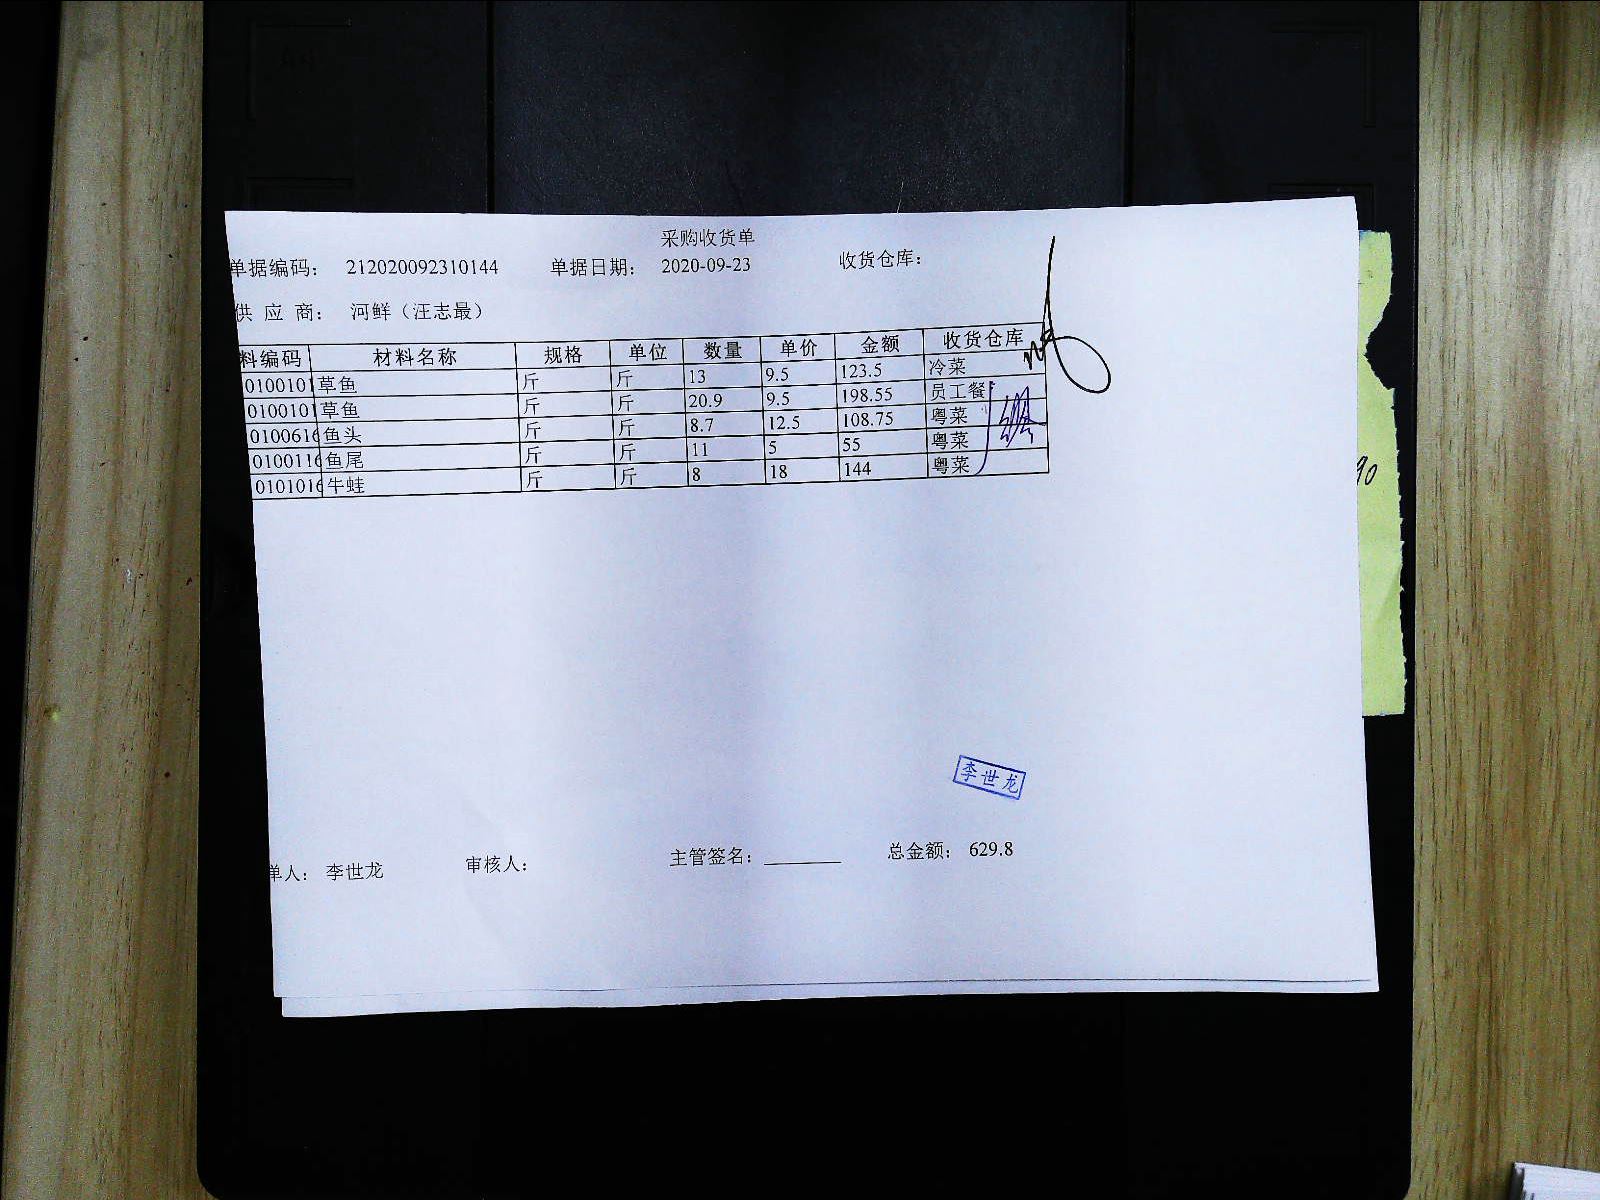 采购收货单
单据编码： 212020092310144 单据日期： 2020-09-23 收货仓库：
供 应 商： 河鲜（汪志最）
料编码 材料名称 规格 单位 数量 单价 金额 收货仓库
010010 草鱼 斤 斤 13 9.5 123.5 冷菜
010010 草鱼 斤 斤 20.9 9.5 198.55 员工餐
0100616 鱼头 斤 斤 8.7 12.5 108.75 粤菜
0100116 鱼尾 斤 斤 11 5 55 粤菜
0101016 牛蛙 斤 斤 8 18 144 粤菜
90
李世龙
单人： 李世龙 审核人： 主管签名： ________ 总金额： 629.8